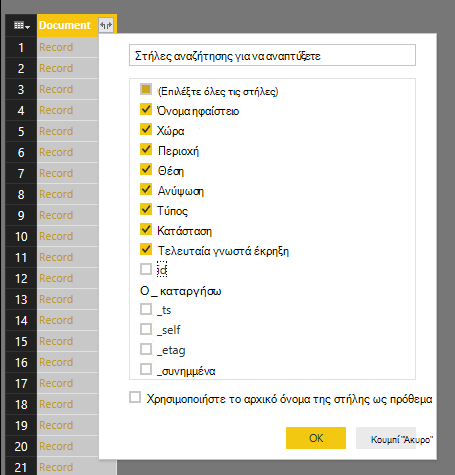 Document
1 Record
2 Record
3 Record
4 Record
5 Record
6 Record
7 Record
8 Record
9 Record
10 Record
11 Record
12 Record
13 Record
14 Record
15 Record
16 Record
17 Record
18 Record
19 Record
20 Record
21 Record
Στήλες αναζήτησης για να αναπτύξετε
(Επιλέξτε όλες τις στήλες)
Όνομα ηφαίστειο
Χώρα
Περιοχή
Θέση
Ανύψωση
Τύπος
Κατάσταση
Τελευταία γνωστά έκρηξη
id
Ο _ καταργήσω
_ts
_self
_etag
_συνημμένα
Χρησιμοποιήστε το αρχικό όνομα της στήλης ως πρόθεμα
OK
Κουμπί "Άκυρο"